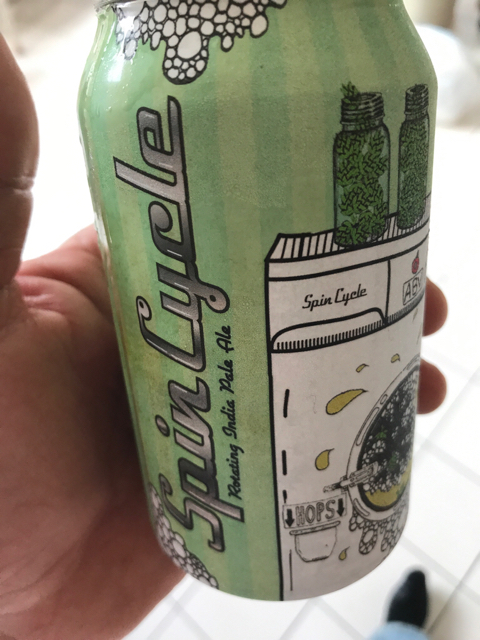 Spin Cycle
Rotating India Pale Ale
Spin Cycle
HOPS